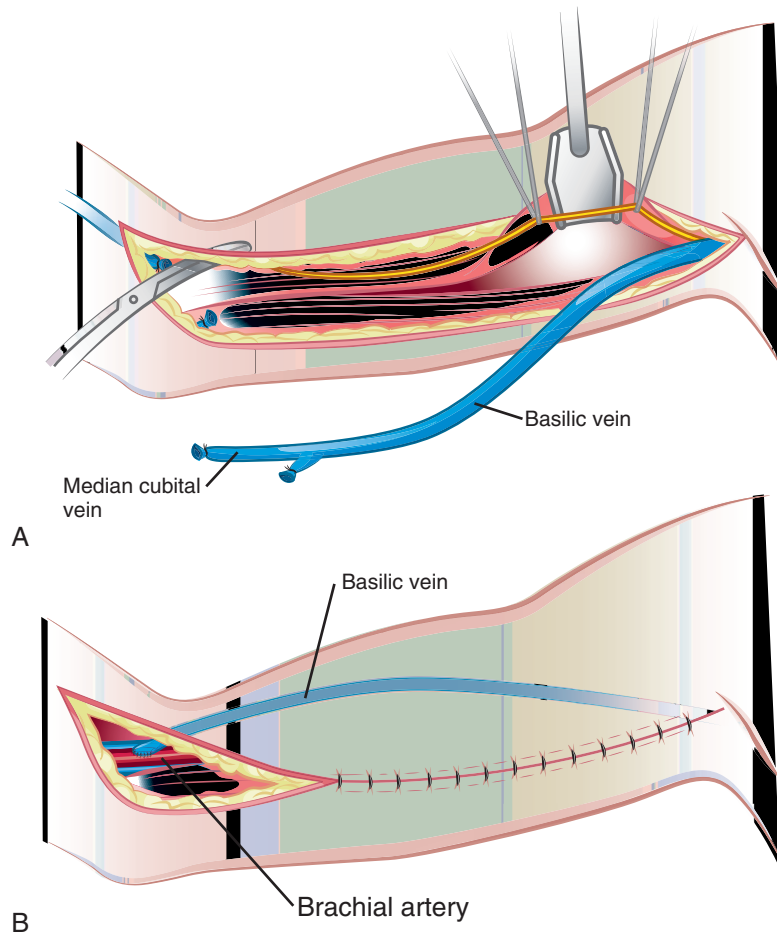 Basilic vein
Median cubital
vein
A
Basilic vein
Brachial artery
B